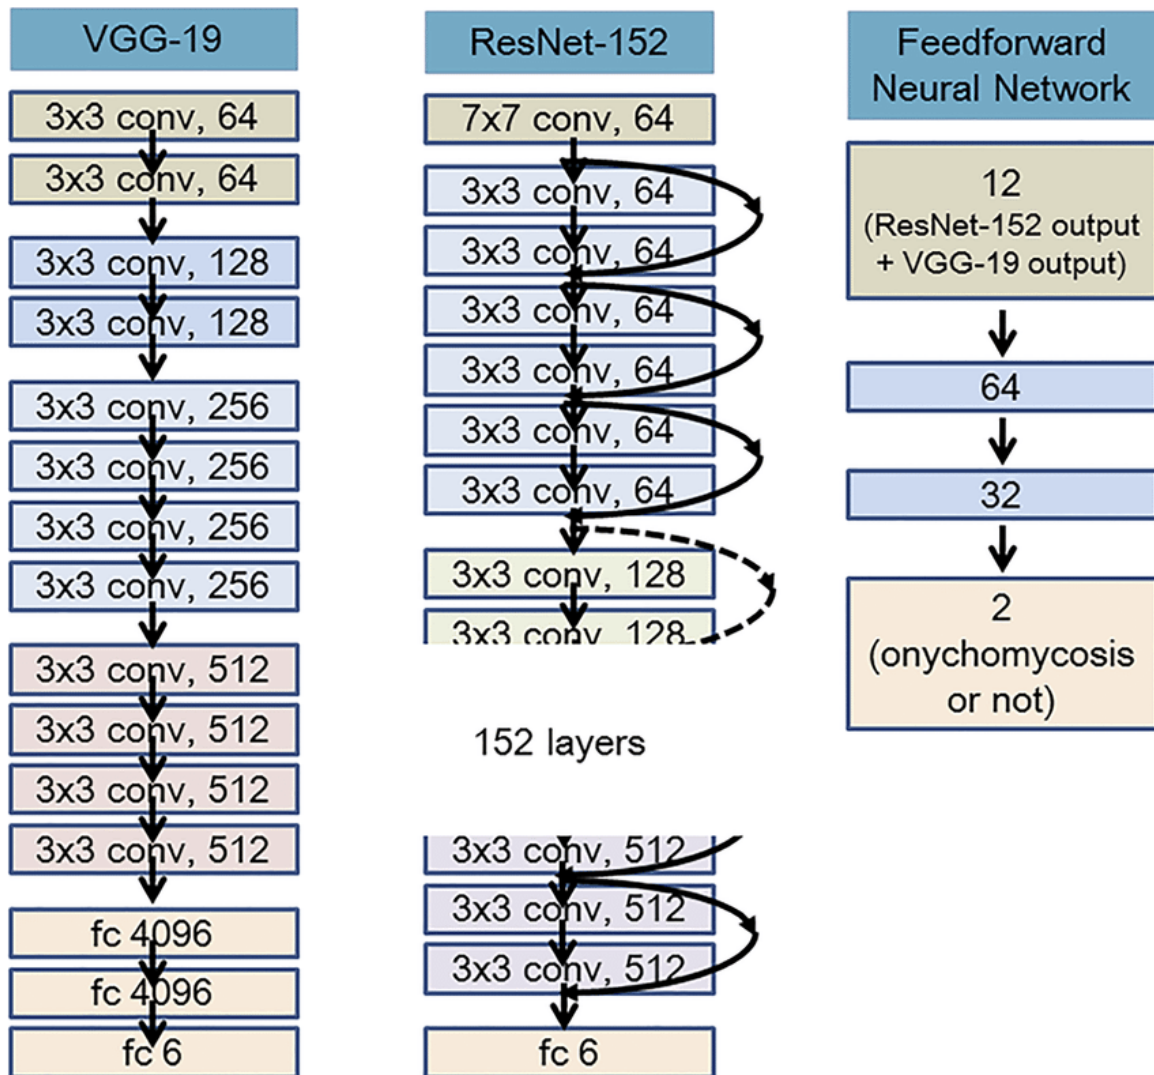 VGG-19
3x3 conv, 64
3x3 conv, 64
3x3 conv, 128
3x3 conv, 128
3x3 conv, 256
3x3 conv, 256
3x3 conv, 256
3x3 conv, 256
3x3 conv, 512
3x3 conv, 512
3x3 conv, 512
3x3 conv, 512
fc 4096
fc 4096
fc 6
ResNet-152
7x7 conv, 64
3x3 conv, 64
3x3 conv, 64
3x3 conv, 64
3x3 conv, 64
3x3 conv, 64
3x3 conv, 64
3x3 conv, 128
3x3 conv, 128
152 layers
3x3 conv, 512
3x3 conv, 512
3x3 conv, 512
fc 6
Feedforward
Neural Network
12
(ResNet-152 output
+ VGG-19 output)
64
32
2
(onychomycosis
or not)